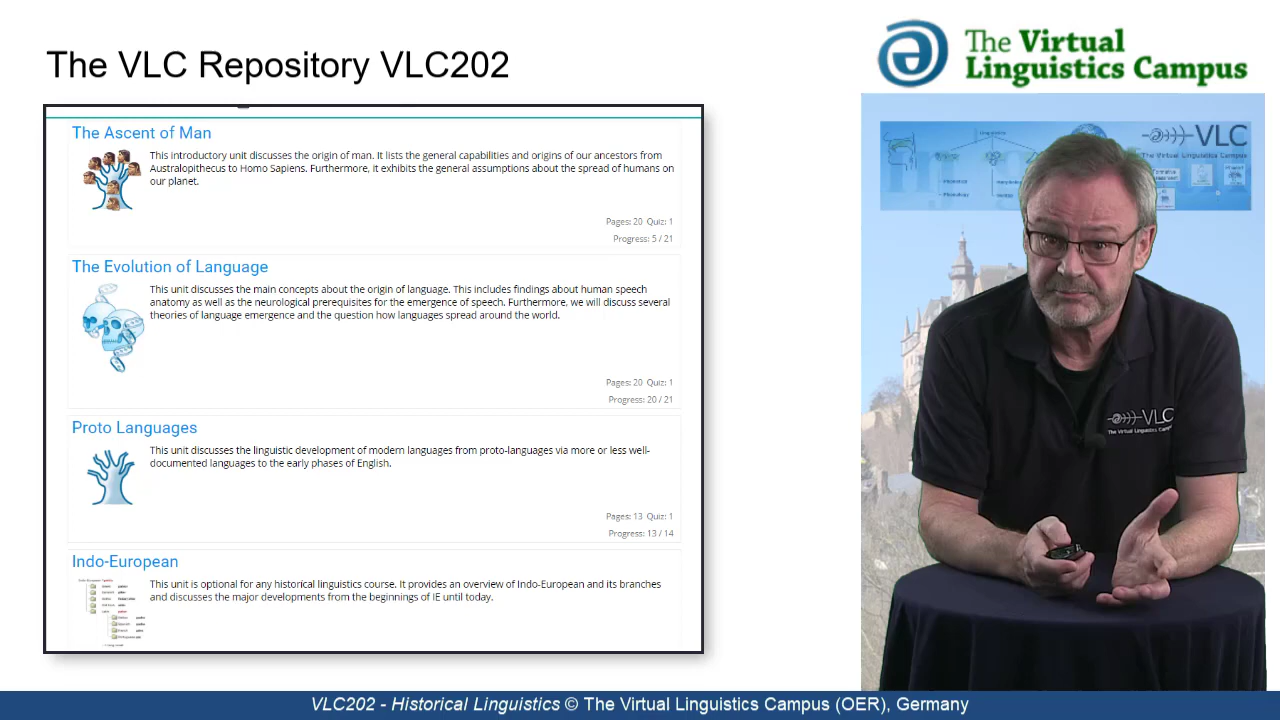 The VLC Repository VLC202
The Virtual
Linguistics Campus
The Ascent of Man
This introductory unit discusses the origin of man. It lists the general capabilities and origins of our ancestors from
Australopithecus to Homo Sapiens. Furthermore, it exhibits the general assumptions about the spread of humans on
our planet.
Pages: 20 Quiz: 1
Progress: 5 / 21
The Evolution of Language
This unit discusses the main concepts about the origin of language. This includes findings about human speech
anatomy as well as the neurological prerequisites for the emergence of speech. Furthermore, we will discuss several
theories of language emergence and the question how languages spread around the world.
Pages: 20 Quiz: 1
Progress: 20 / 21
Proto Languages
This unit discusses the linguistic development of modern languages from proto-languages via more or less well-
documented languages to the early phases of English.
Pages: 13 Quiz: 1
Progress: 13 / 14
Indo-European
This unit is optional for any historical linguistics course. It provides an overview of Indo-European and its branches
and discusses the major developments from the beginnings of IE until today.
Linguistics
VLC
The Virtual Linguistics Campus
Phonetics
Phonology
VLC
The Virtual Linguistics Campus
VLC202 - Historical Linguistics © The Virtual Linguistics Campus (OER), Germany